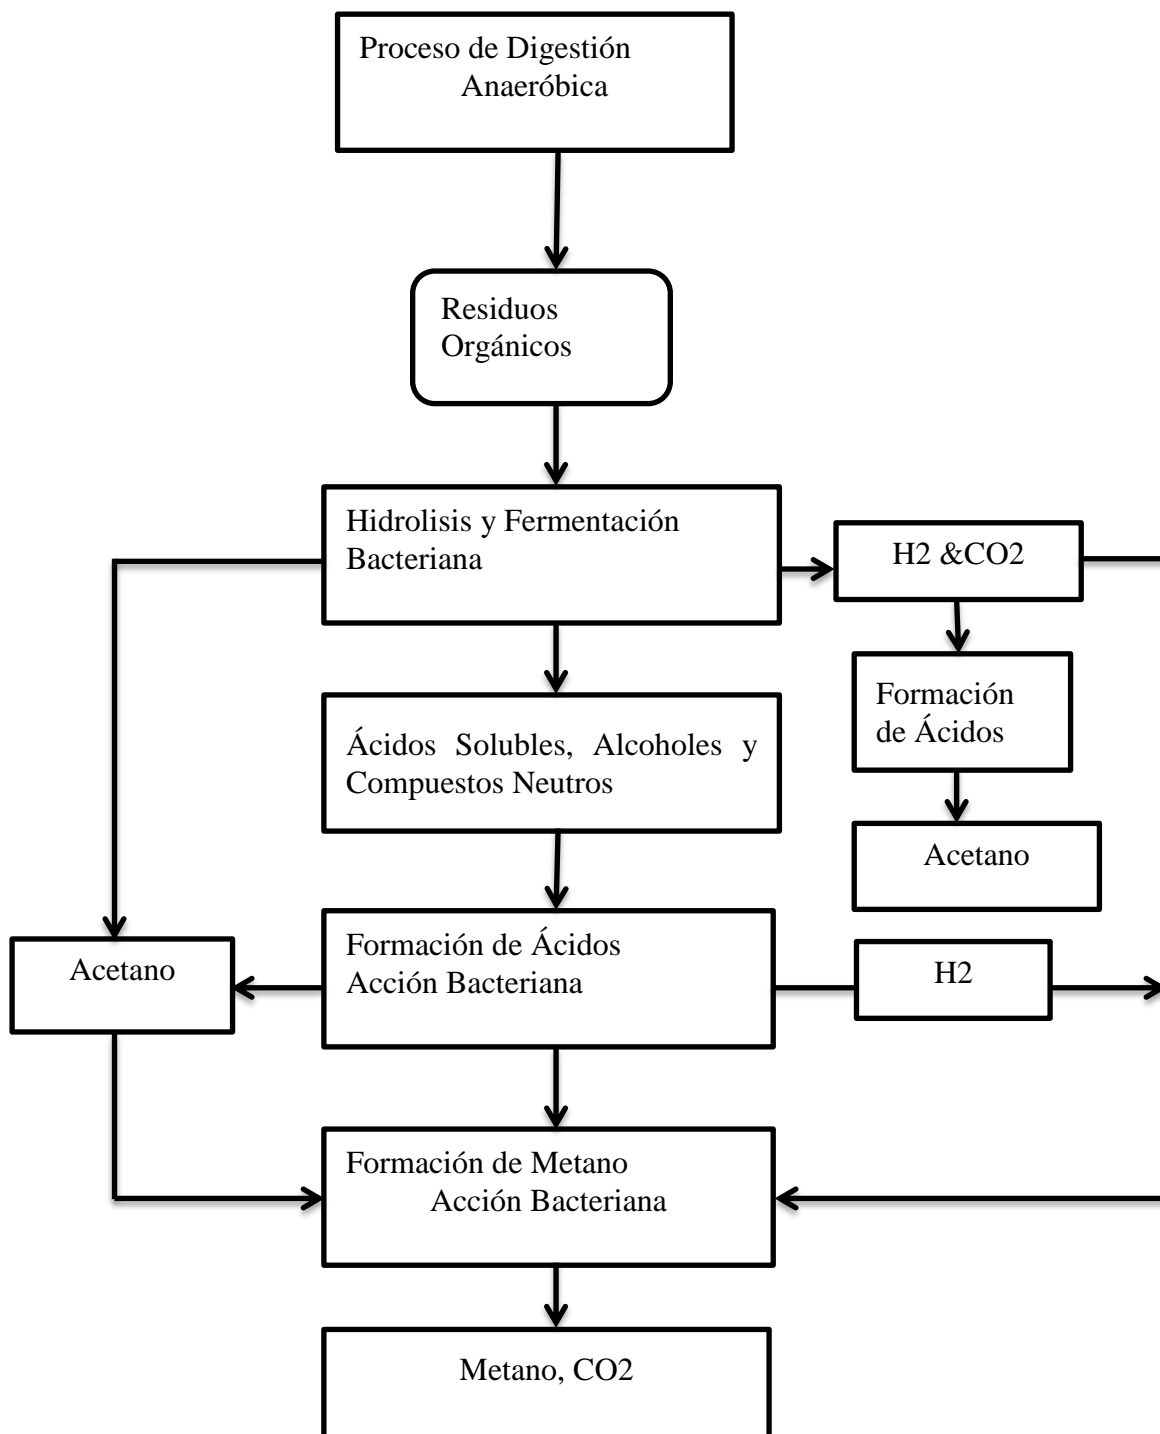 Proceso de Digestión
Anaeróbica
Residuos
Orgánicos
Hidrolisis y Fermentación
Bacteriana
H2 &CO2
Formación
de Ácidos
Ácidos Solubles, Alcoholes y
Compuestos Neutros
Acetano
Formación de Ácidos
Acción Bacteriana
Acetano
H2
Formación de Metano
Acción Bacteriana
Metano, CO2